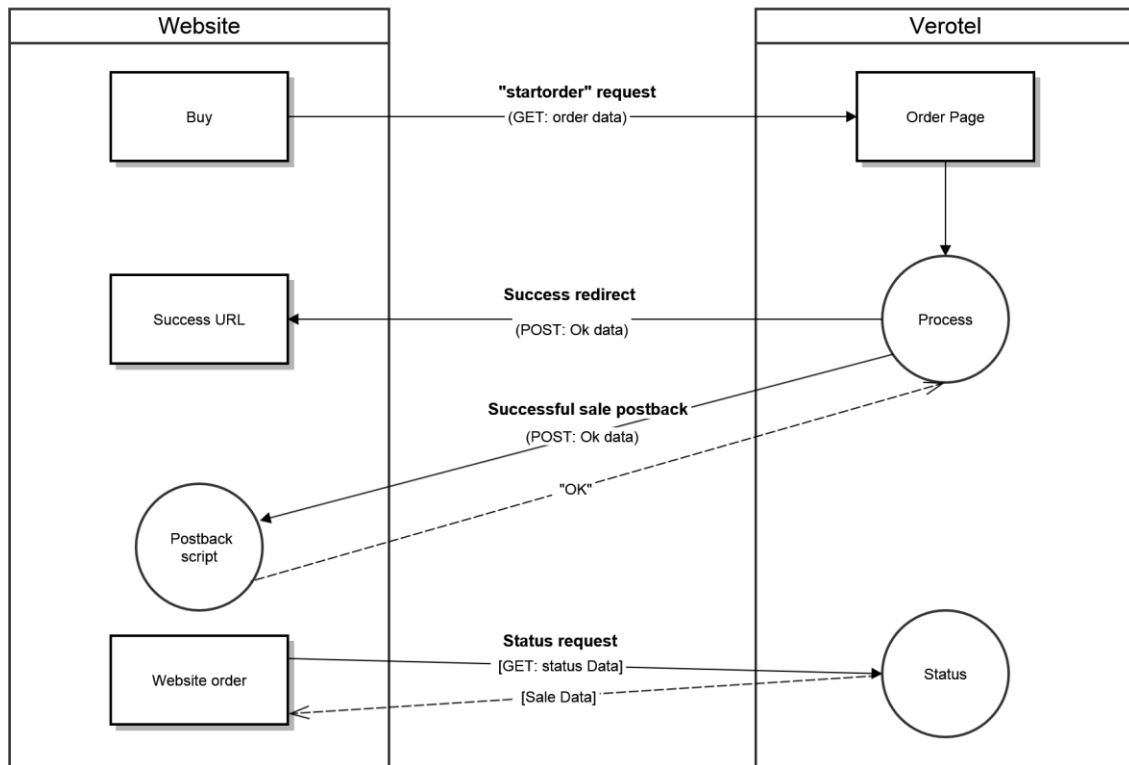 Website
Verotel
"startorder" request
Buy
(GET: order data)
Order Page
Success redirect
Success URL
(POST: Ok data)
Process
Successful sale postback
(POST: Ok data)
"OK"
Postback
script
Status request
[GET: status Data]
Website order
Status
[Sale Data]